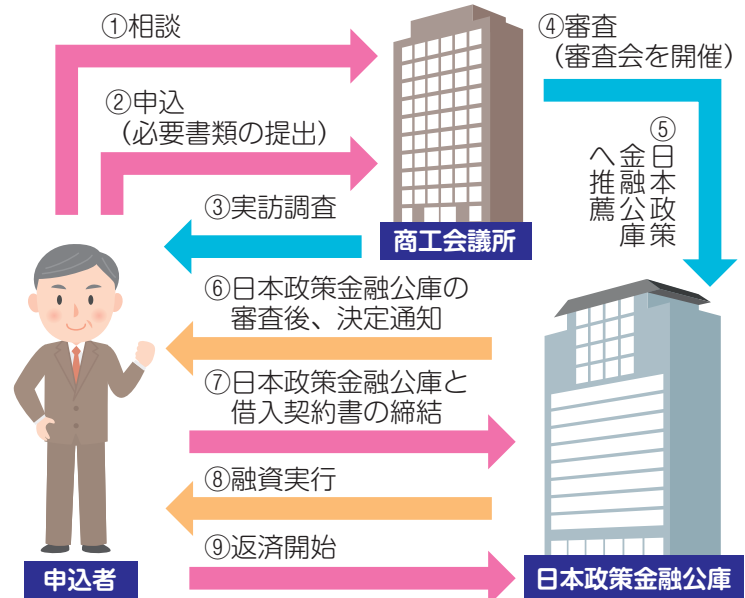 ①相談
②申込
（必要書類の提出）
③実訪調査
商工会議所
④審査
（審査会を開催）
⑤日本政策
金融公庫
へ推薦
⑥日本政策金融公庫の
審査後、決定通知
⑦日本政策金融公庫と
借入契約書の締結
⑧融資実行
⑨返済開始
申込者
日本政策金融公庫